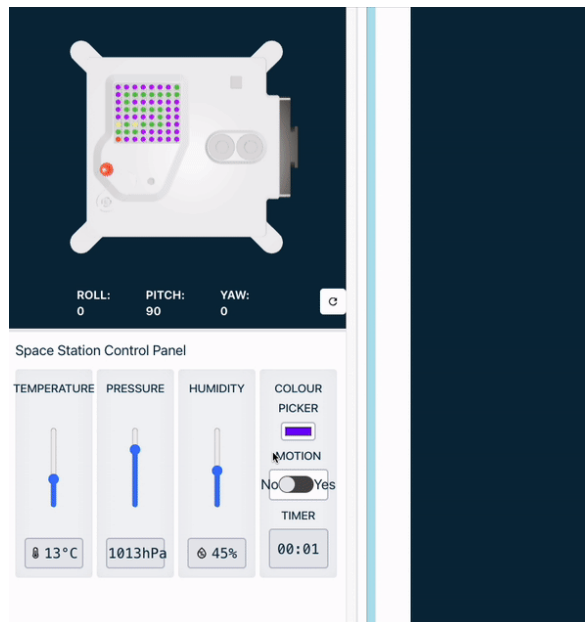 ROLL: PITCH: YAW:
0 90 0
Space Station Control Panel
TEMPERATURE PRESSURE HUMIDITY COLOUR
PICKER
MOTION
No Yes
TIMER
13°C 1013hPa 45% 00:01